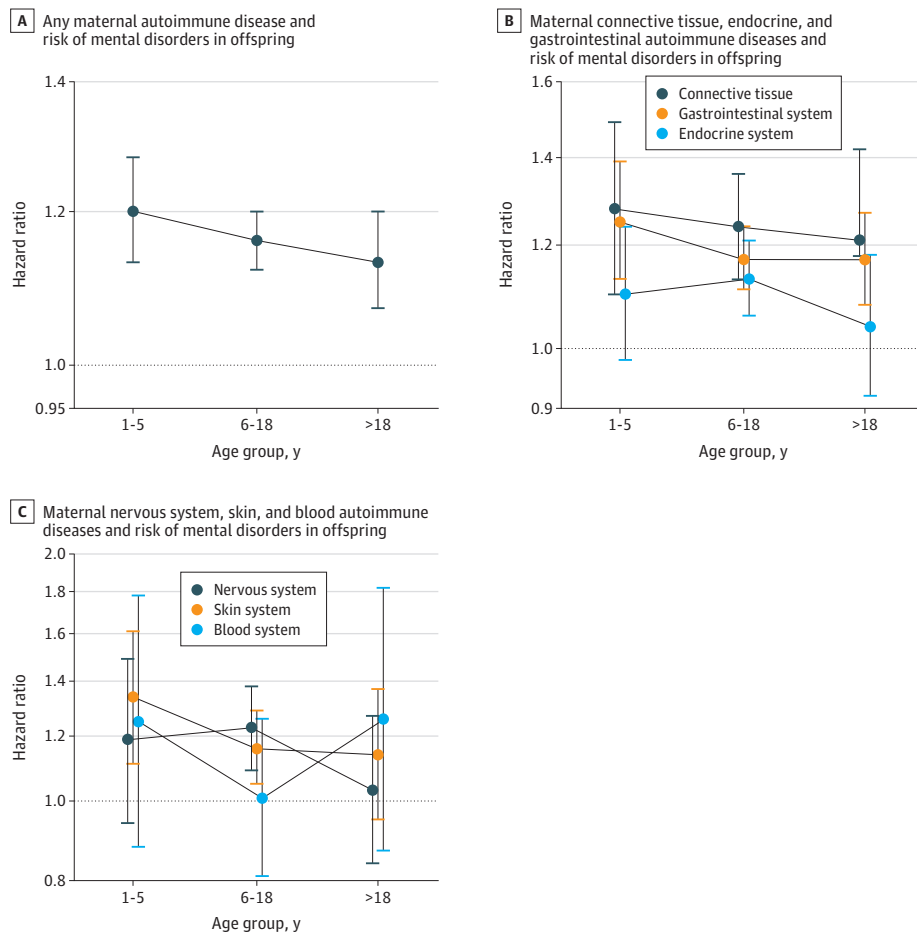 A Any maternal autoimmune disease and
risk of mental disorders in offspring
1.4
1.2
1.0
0.95
Hazard ratio
1-5
6-18
>18
Age group, y
B Maternal connective tissue, endocrine, and
gastrointestinal autoimmune diseases and
risk of mental disorders in offspring
Connective tissue
Gastrointestinal system
Endocrine system
1.6
1.4
1.2
1.0
0.9
Hazard ratio
1-5
6-18
>18
Age group, y
C Maternal nervous system, skin, and blood autoimmune
diseases and risk of mental disorders in offspring
Nervous system
Skin system
Blood system
2.0
1.8
1.6
1.4
1.2
1.0
0.8
Hazard ratio
1-5
6-18
>18
Age group, y